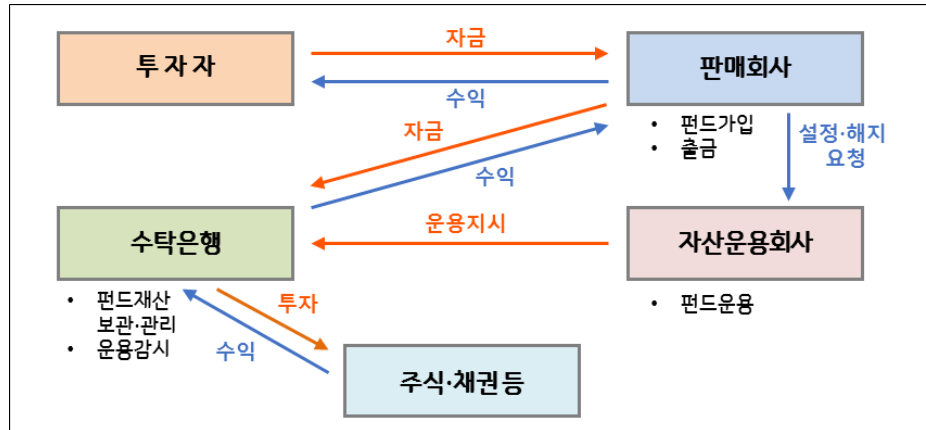 투 자 자
자금
수익
판매회사
• 펀드가입
• 출금
설정·해지
요청
자금
수익
수탁은행
운용지시
자산운용회사
• 펀드재산
보관·관리
• 운용감시
투자
수익
• 펀드운용
주식·채권 등